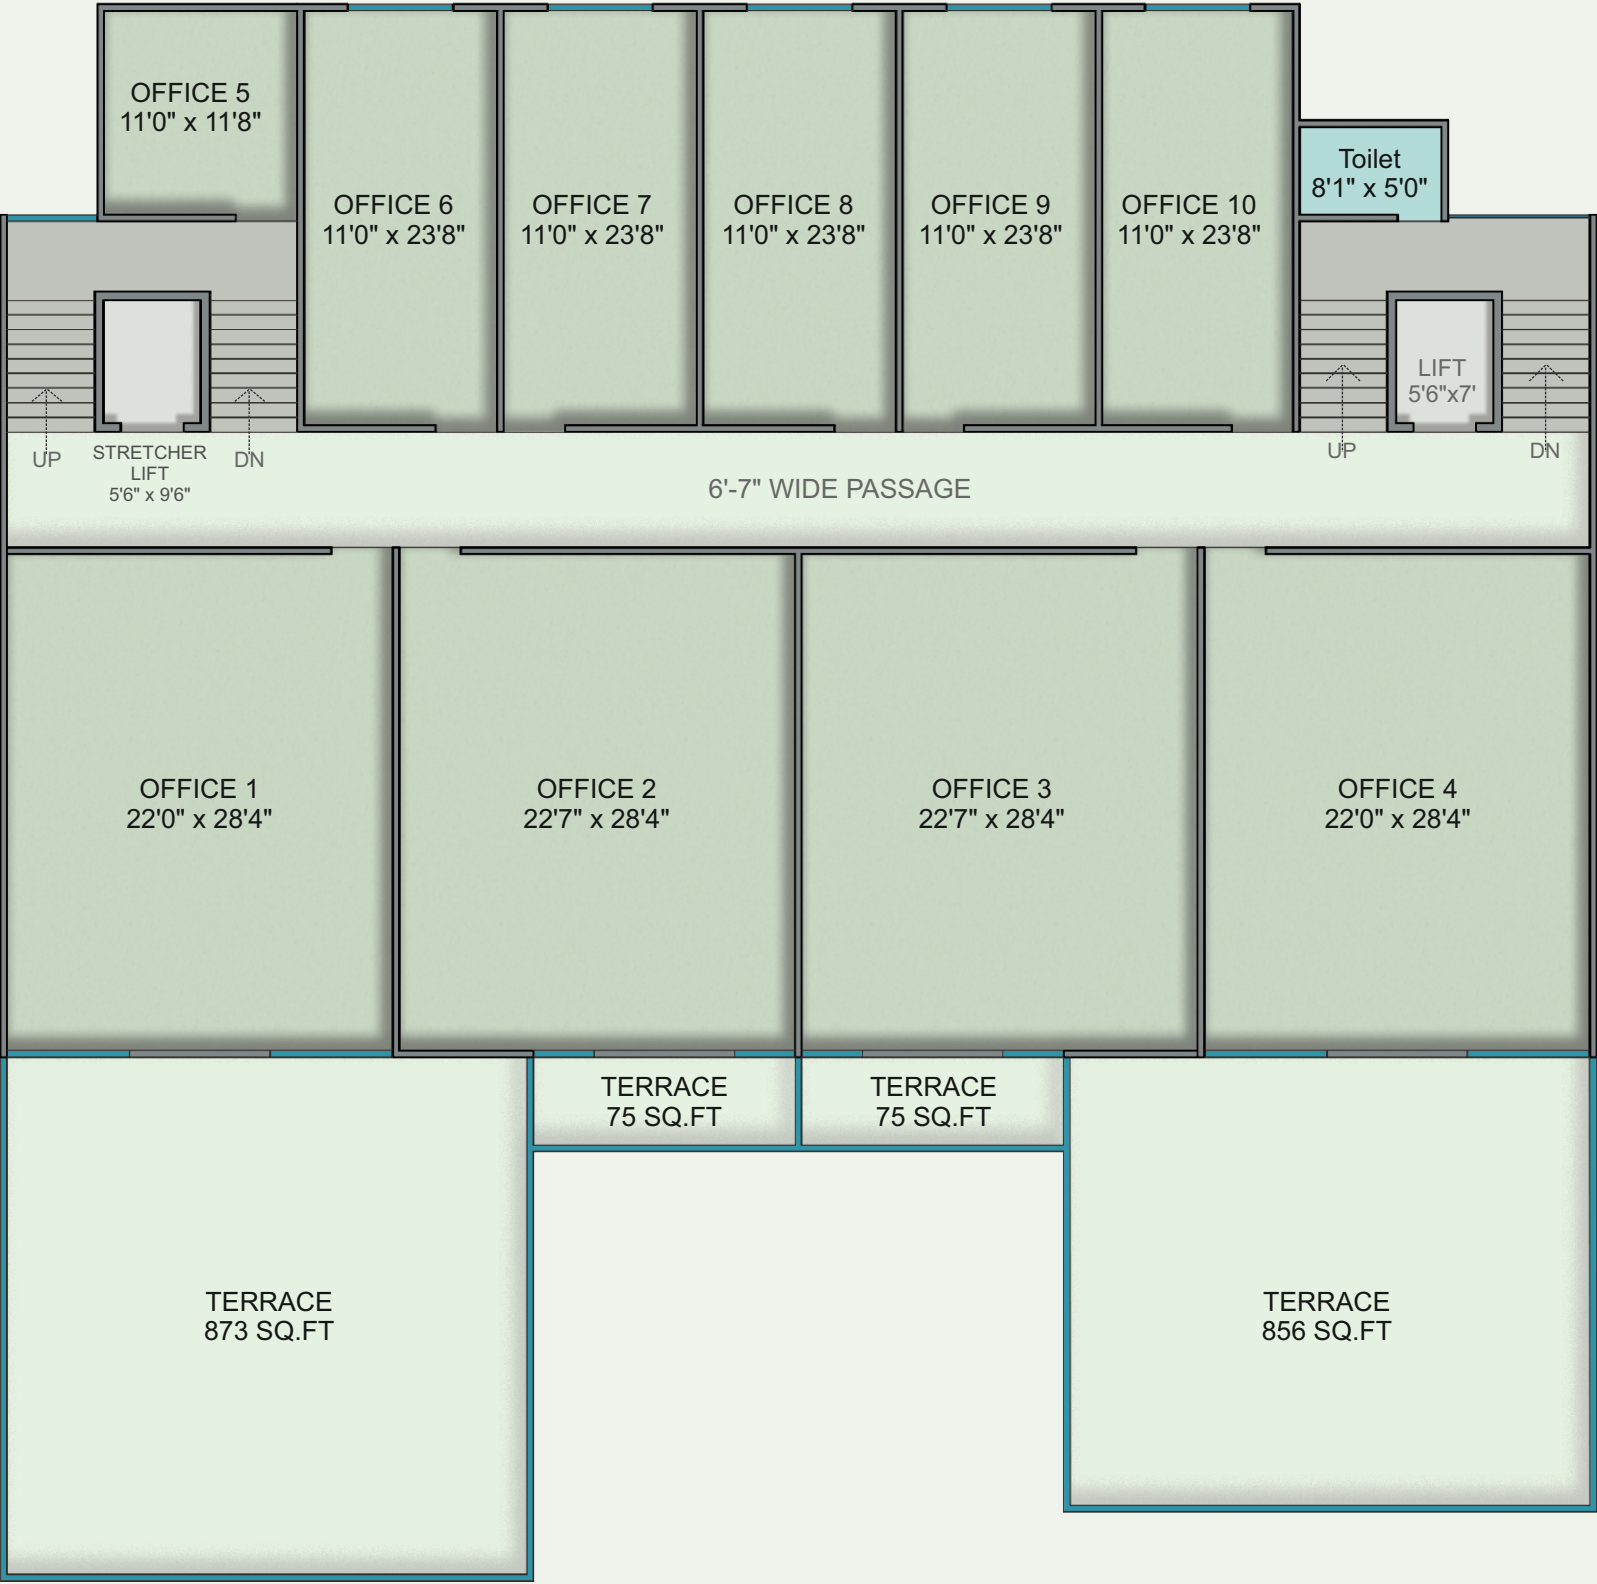 OFFICE 5
11'0" x 11'8"
OFFICE 6
11'0" x 23'8"
OFFICE 7
11'0" x 23'8"
OFFICE 8
11'0" x 23'8"
OFFICE 9
11'0" x 23'8"
OFFICE 10
11'0" x 23'8"
Toilet
8'1" x 5'0"
LIFT
5'6"x7'
UP
STRETCHER
LIFT
5'6" x 9'6"
DN
UP
DN
6'-7" WIDE PASSAGE
OFFICE 1
22'0" x 28'4"
OFFICE 2
22'7" x 28'4"
OFFICE 3
22'7" x 28'4"
OFFICE 4
22'0" x 28'4"
TERRACE
75 SQ.FT
TERRACE
75 SQ.FT
TERRACE
873 SQ.FT
TERRACE
856 SQ.FT